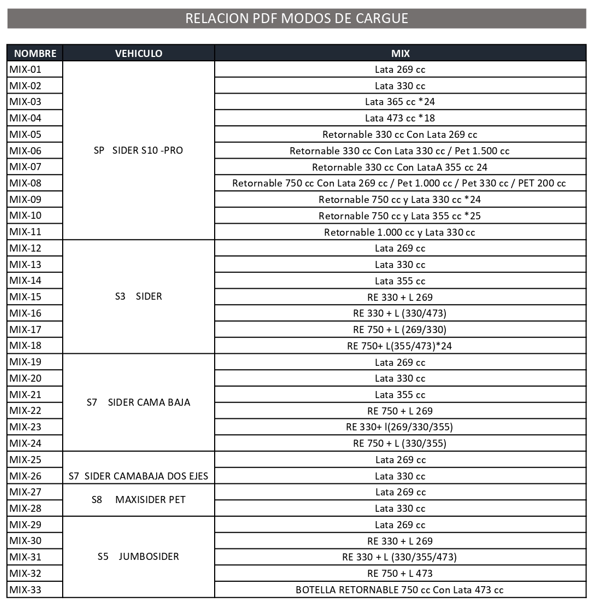 RELACION PDF MODOS DE CARGUE
NOMBRE VEHICULO MIX
MIX-01 Lata 269 cc
MIX-02 Lata 330 cc
MIX-03 Lata 365 cc *24
MIX-04 Lata 473 cc *18
MIX-05 Retornable 330 cc Con Lata 269 cc
MIX-06 SP SIDER S10 -PRO Retornable 330 cc Con Lata 330 cc / Pet 1.500 cc
MIX-07 Retornable 330 cc Con LataA 355 cc 24
MIX-08 Retornable 750 cc Con Lata 269 cc / Pet 1.000 cc / Pet 330 cc / PET 200 cc
MIX-09 Retornable 750 cc y Lata 330 cc *24
MIX-10 Retornable 750 cc y Lata 355 cc *25
MIX-11 Retornable 1.000 cc y Lata 330 cc
MIX-12 Lata 269 cc
MIX-13 Lata 330 cc
MIX-14 Lata 355 cc
MIX-15 S3 SIDER RE 330 + L 269
MIX-16 RE 330 + L (330/473)
MIX-17 RE 750 + L (269/330)
MIX-18 RE 750+ L(355/473)*24
MIX-19 Lata 269 cc
MIX-20 Lata 330 cc
MIX-21 Lata 355 cc
S7 SIDER CAMA BAJA
MIX-22 RE 750 + L 269
MIX-23 RE 330+ l(269/330/355)
MIX-24 RE 750 + L (330/355)
MIX-25 Lata 269 cc
MIX-26 S7 SIDER CAMABAJA DOS EJES Lata 330 cc
MIX-27 Lata 269 cc
S8 MAXISIDER PET
MIX-28 Lata 330 cc
MIX-29 Lata 269 cc
MIX-30 RE 330 + L 269
MIX-31 S5 JUMBOSIDER RE 330 + L (330/355/473)
MIX-32 RE 750 + L 473
MIX-33 BOTELLA RETORNABLE 750 cc Con Lata 473 cc